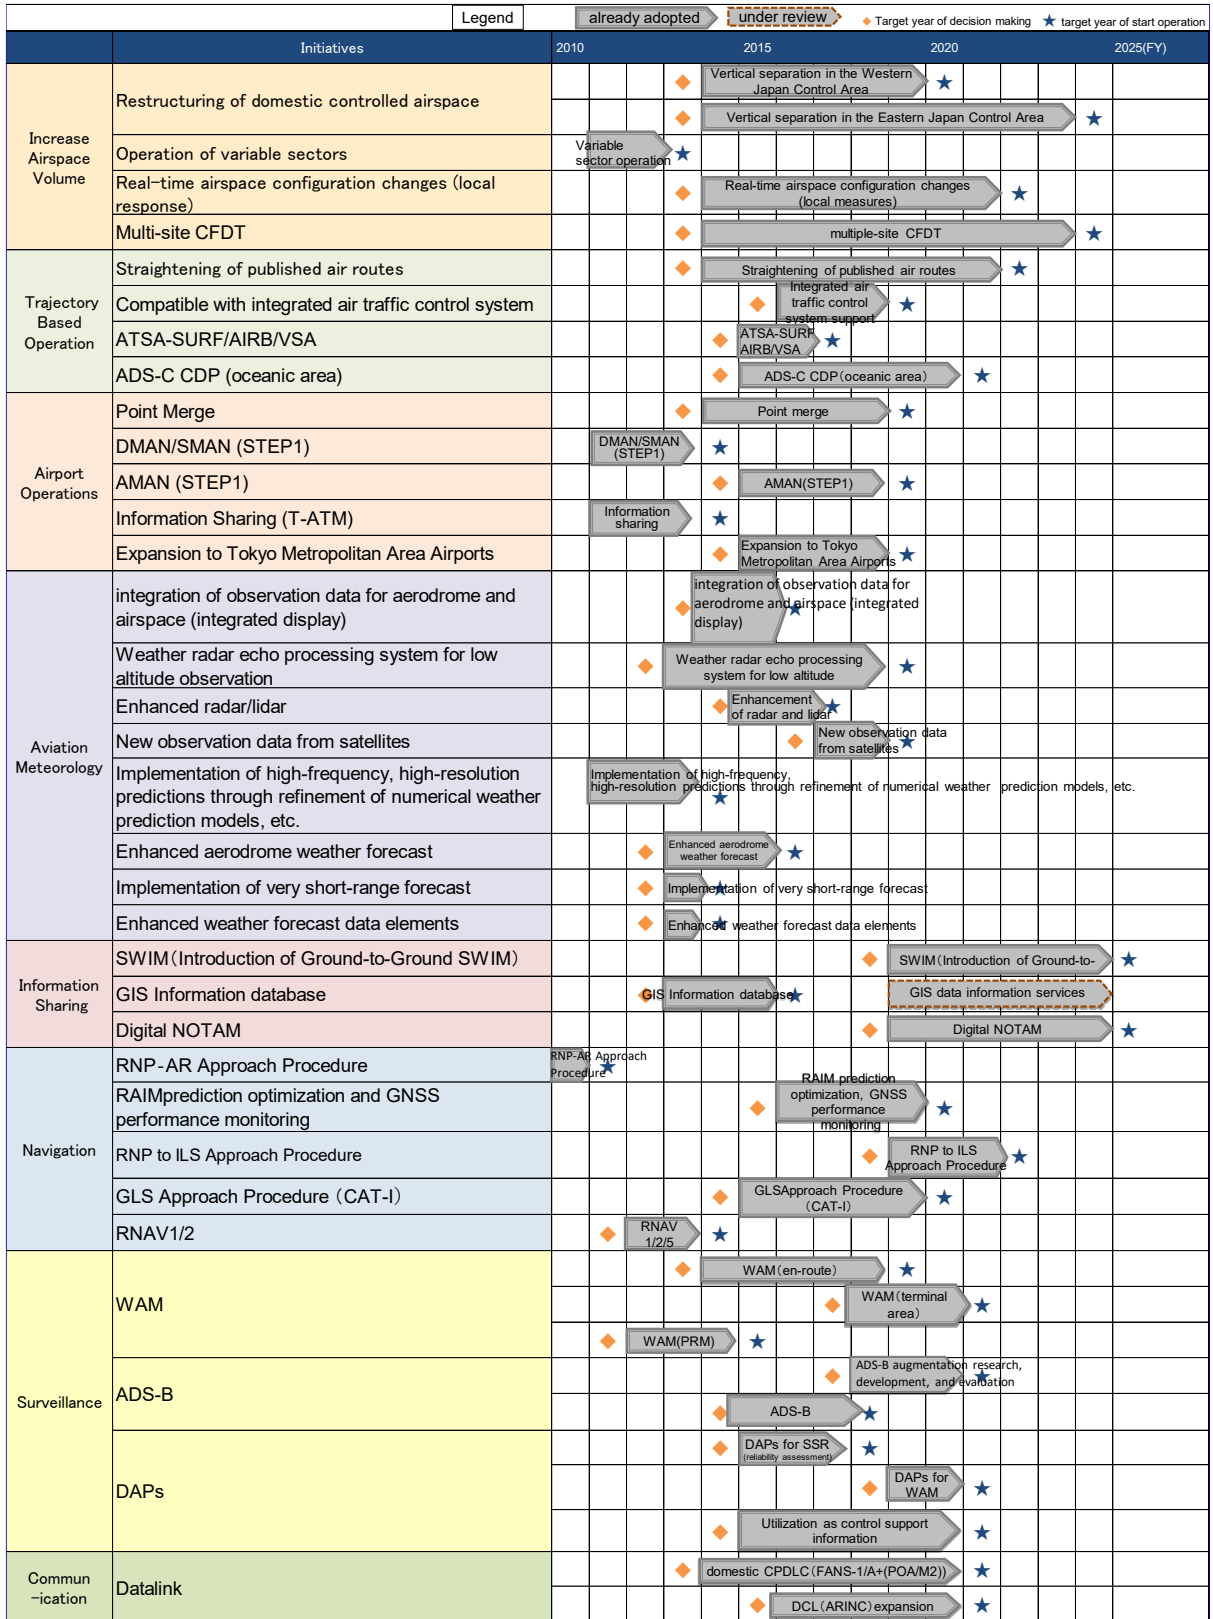 Legend
already adopted
under review
Target year of decision making
target year of start operation
Initiatives
2010
2015
2020
2025(FY)
Increase
Airspace
Volume
Restructuring of domestic controlled airspace
Vertical separation in the Western
Japan Control Area
Vertical separation in the Eastern Japan Control Area
Operation of variable sectors
Variable
sector operation
Real-time airspace configuration changes (local
response)
Real-time airspace configuration changes
(local measures)
Multi-site CFDT
multiple-site CFDT
Trajectory
Based
Operation
Straightening of published air routes
Straightening of published air routes
Compatible with integrated air traffic control system
Integrated air
traffic control
system support
ATSA-SURF/AIRB/VSA
ATSA-SURF
AIRB/VSA
ADS-C CDP (oceanic area)
ADS-C CDP(oceanic area)
Airport
Operations
Point Merge
Point merge
DMAN/SMAN (STEP1)
DMAN/SMAN
(STEP1)
AMAN (STEP1)
AMAN(STEP1)
Information Sharing (T-ATM)
Information
sharing
Expansion to Tokyo Metropolitan Area Airports
Expansion to Tokyo
Metropolitan Area Airports
Aviation
Meteorology
integration of observation data for aerodrome and
airspace (integrated display)
integration of observation data for
aerodrome and airspace (integrated
display)
Weather radar echo processing system for low
altitude observation
Weather radar echo processing
system for low altitude
Enhanced radar/lidar
Enhancement
of radar and lidar
New observation data from satellites
New observation data
from satellites
Implementation of high-frequency, high-resolution
predictions through refinement of numerical weather
prediction models, etc.
Implementation of high-frequency,
high-resolution predictions through refinement of numerical weather prediction models, etc.
Enhanced aerodrome weather forecast
Enhanced aerodrome
weather forecast
Implementation of very short-range forecast
Implementation of very short-range forecast
Enhanced weather forecast data elements
Enhanced weather forecast data elements
Information
Sharing
SWIM(Introduction of Ground-to-Ground SWIM)
SWIM(Introduction of Ground-to-
GIS Information database
GIS Information database
GIS data information services
Digital NOTAM
Digital NOTAM
Navigation
RNP-AR Approach Procedure
RNP-AR Approach
Procedure
RAIMprediction optimization and GNSS
performance monitoring
RAIM prediction
optimization, GNSS
performance
monitoring
RNP to ILS Approach Procedure
RNP to ILS
Approach Procedure
GLS Approach Procedure (CAT-I)
GLSApproach Procedure
(CAT-I)
RNAV1/2
RNAV
1/2/5
Surveillance
WAM
WAM(en-route)
WAM(terminal
area)
WAM(PRM)
ADS-B
ADS-B augmentation research,
development, and evaluation
ADS-B
DAPs
DAPs for SSR
(reliability assessment)
DAPs for
WAM
Utilization as control support
information
Commun
-ication
Datalink
domestic CPDLC(FANS-1/A+(POA/M2))
DCL(ARINC)expansion